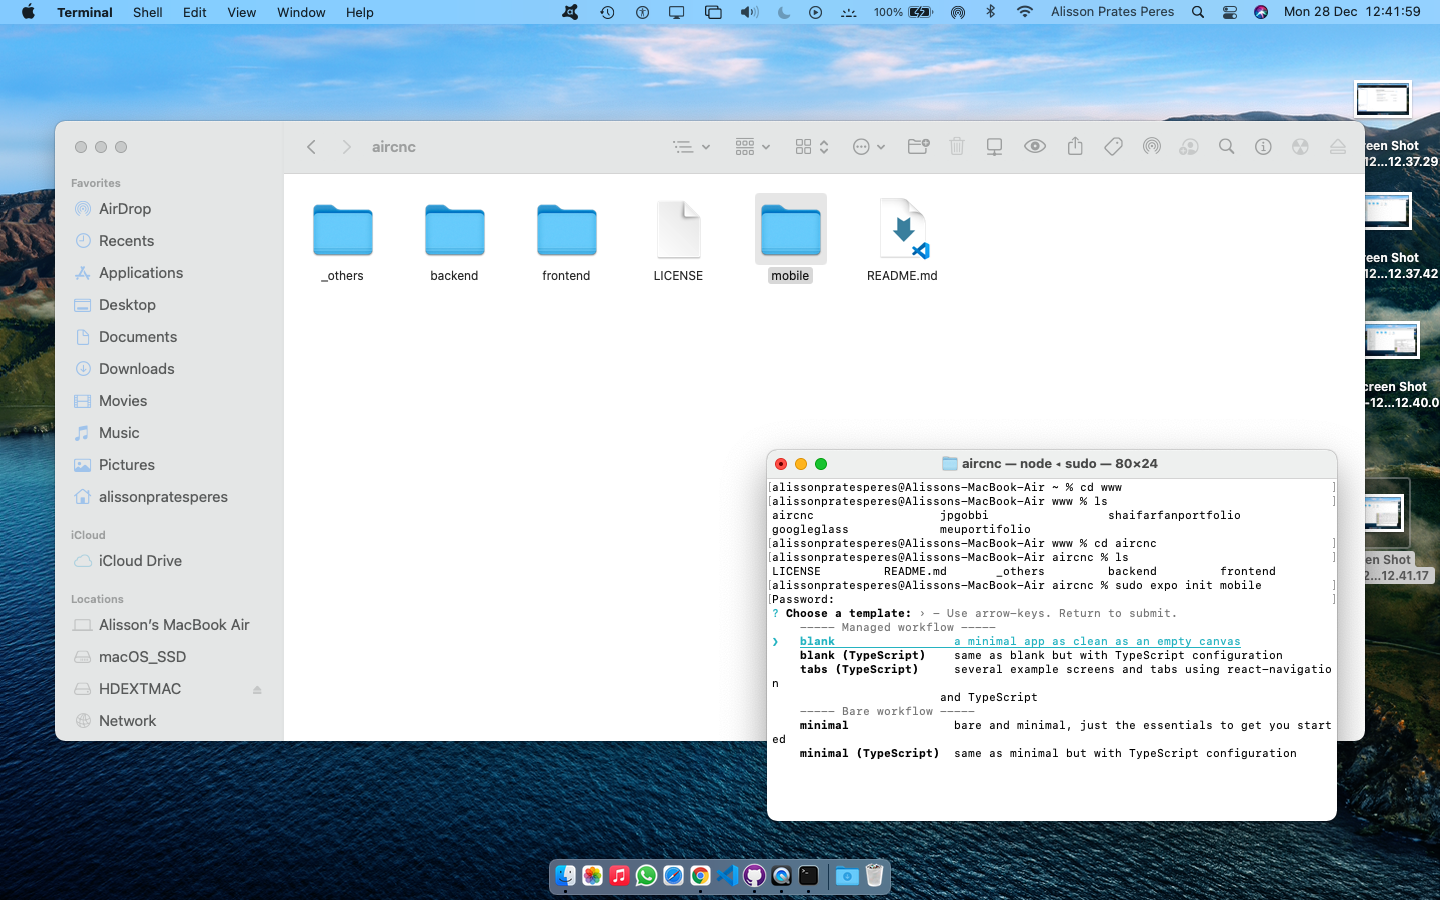 Terminal Shell Edit View Window Help 100% Alisson Prates Peres Mon 28 Dec 12:41:59
aircnc
Favorites
AirDrop
Recents
Applications
Desktop
Documents
Downloads
Movies
Music
Pictures
alissonpratesperes
iCloud
iCloud Drive
Locations
Alisson's MacBook Air
macOS_SSD
HDEXTMAC
Network
_others backend frontend LICENSE mobile README.md
reen Shot
12...12.37.29
een Shot
12...12.37.42
creen Shot
-12...12.40.0
en Shot
2...12.41.17
aircnc — node ◂ sudo — 80×24
[alissonpratesperes@Alissons-MacBook-Air ~ % cd www ]
[alissonpratesperes@Alissons-MacBook-Air www % ls ]
aircnc jpgobbi shaifarfanportfolio
googleglass meuportifolio
[alissonpratesperes@Alissons-MacBook-Air www % cd aircnc ]
[alissonpratesperes@Alissons-MacBook-Air aircnc % ls ]
LICENSE README.md _others backend frontend
[alissonpratesperes@Alissons-MacBook-Air aircnc % sudo expo init mobile ]
[Password: ]
? Choose a template: › - Use arrow-keys. Return to submit.
----- Managed workflow -----
❯ blank a minimal app as clean as an empty canvas
blank (TypeScript) same as blank but with TypeScript configuration
tabs (TypeScript) several example screens and tabs using react-navigatio
n
and TypeScript
----- Bare workflow -----
minimal bare and minimal, just the essentials to get you start
ed
minimal (TypeScript) same as minimal but with TypeScript configuration